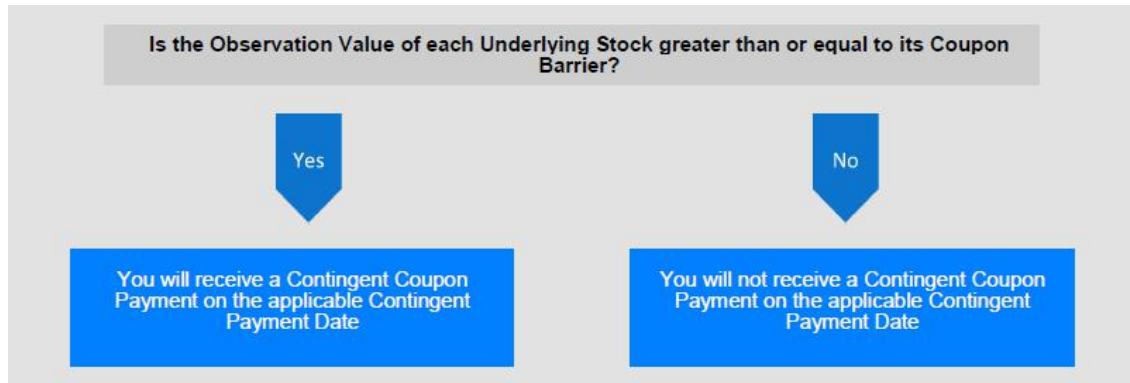 Is the Observation Value of each Underlying Stock greater than or equal to its Coupon
Barrier?
Yes
No
You will receive a Contingent Coupon
Payment on the applicable Contingent
Payment Date
You will not receive a Contingent Coupon
Payment on the applicable Contingent
Payment Date